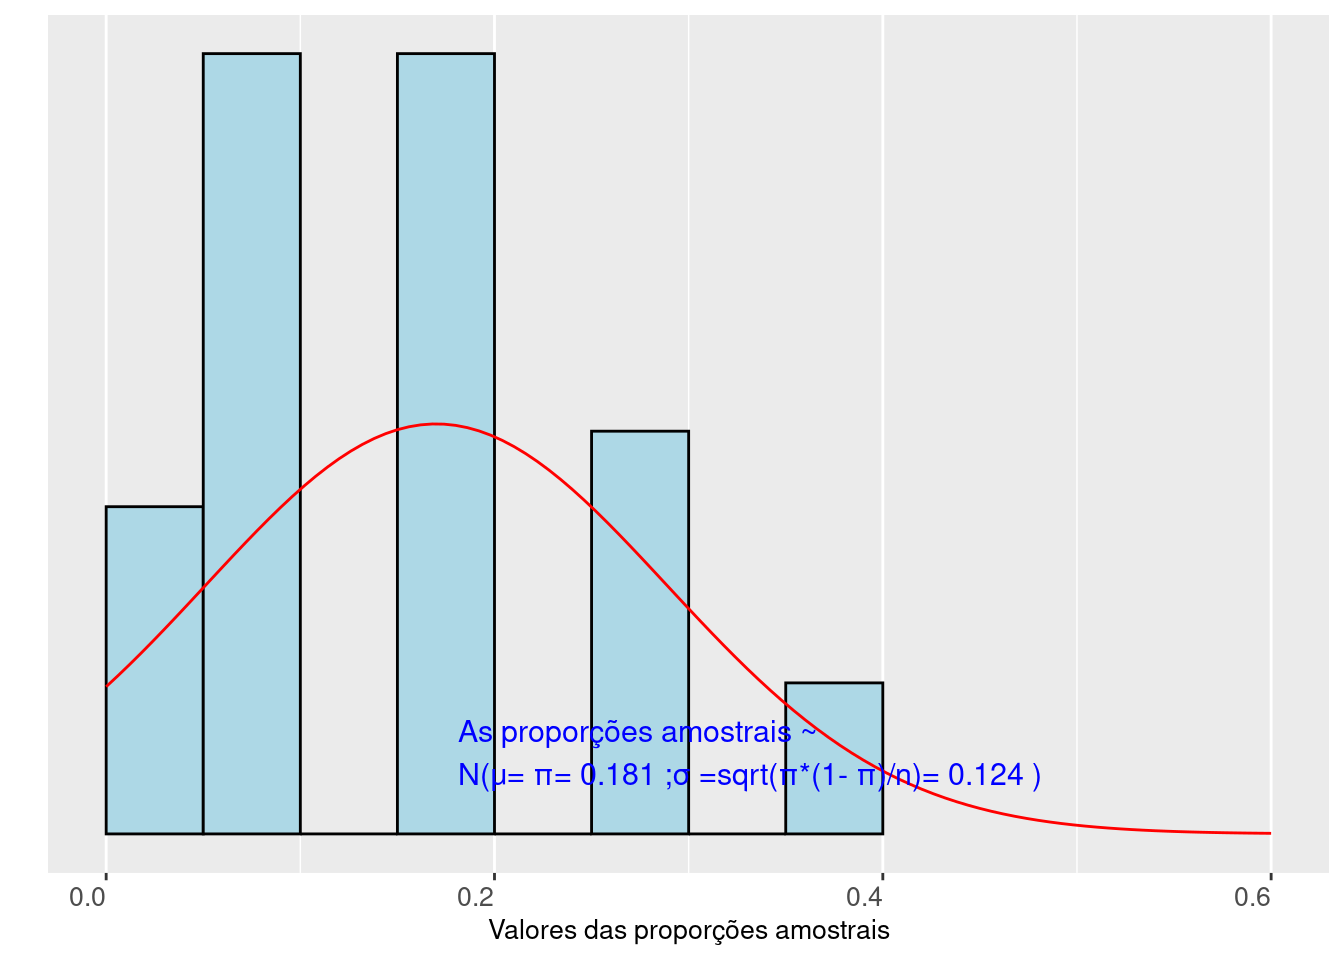 As proporções amostrais ~
N(μ= π= 0.181 ;σ =sqrt(π*(1- π)/n)= 0.124 )
0.0 0.2 0.4 0.6
Valores das proporções amostrais